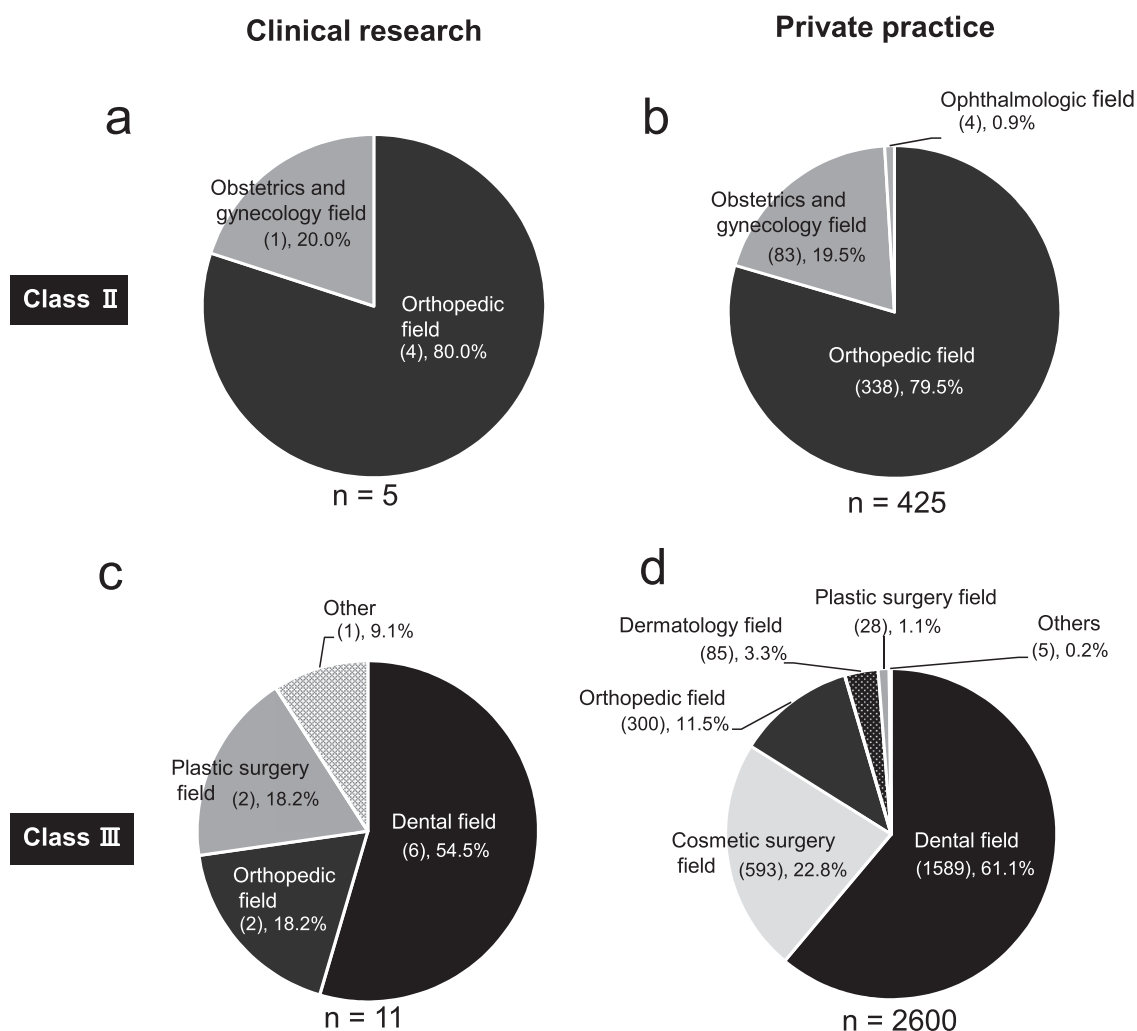 Clinical research
Private practice
a
Obstetrics and
gynecology field
(1), 20.0%
Orthopedic
field
(4), 80.0%
n = 5
b
Ophthalmologic field
(4), 0.9%
Obstetrics and
gynecology field
(83), 19.5%
Orthopedic field
(338), 79.5%
n = 425
Class Ⅱ
c
Other
(1), 9.1%
Plastic surgery
field (2), 18.2%
Dental field
(6), 54.5%
Orthopedic
field
(2), 18.2%
n = 11
d
Plastic surgery field
(28), 1.1%
Dermatology field
(85), 3.3%
Others
(5), 0.2%
Orthopedic field
(300), 11.5%
Cosmetic surgery
field (593), 22.8%
Dental field
(1589), 61.1%
n = 2600
Class Ⅲ